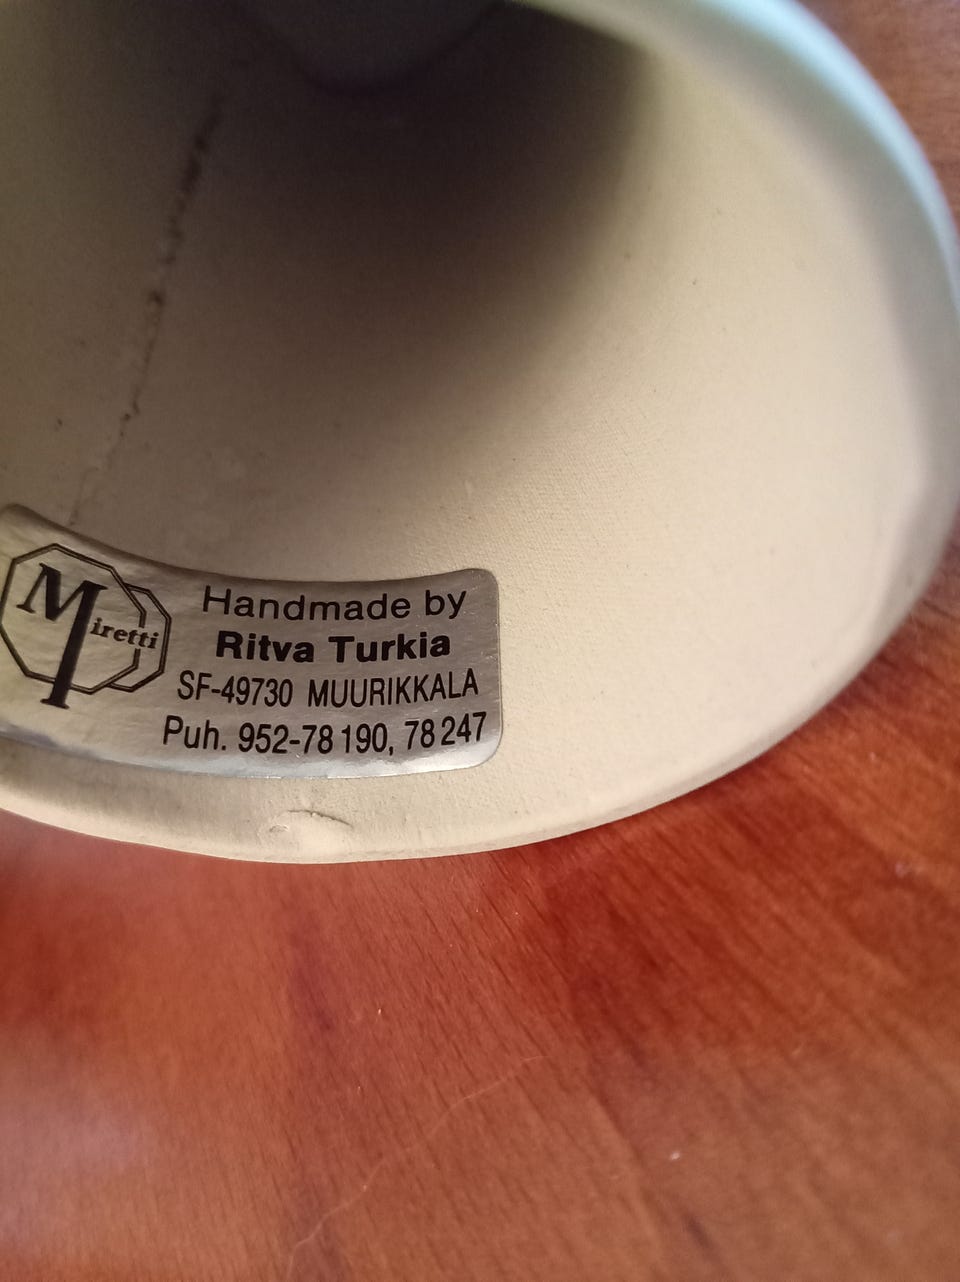 Miretti
Handmade by
Ritva Turkia
SF-49730 MUURIKKALA
Puh. 952-78 190, 78 247